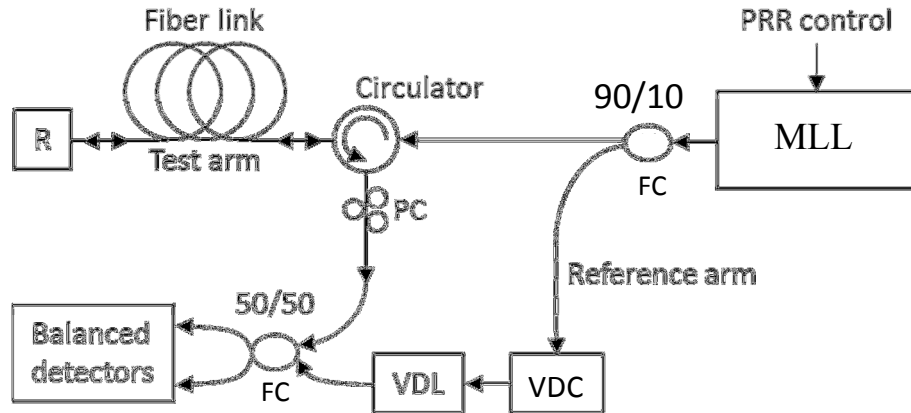 Fiber link
PRR control
Circulator
90/10
MLL
R
Test arm
FC
PC
Reference arm
50/50
Balanced
detectors
FC
VDL
VDC